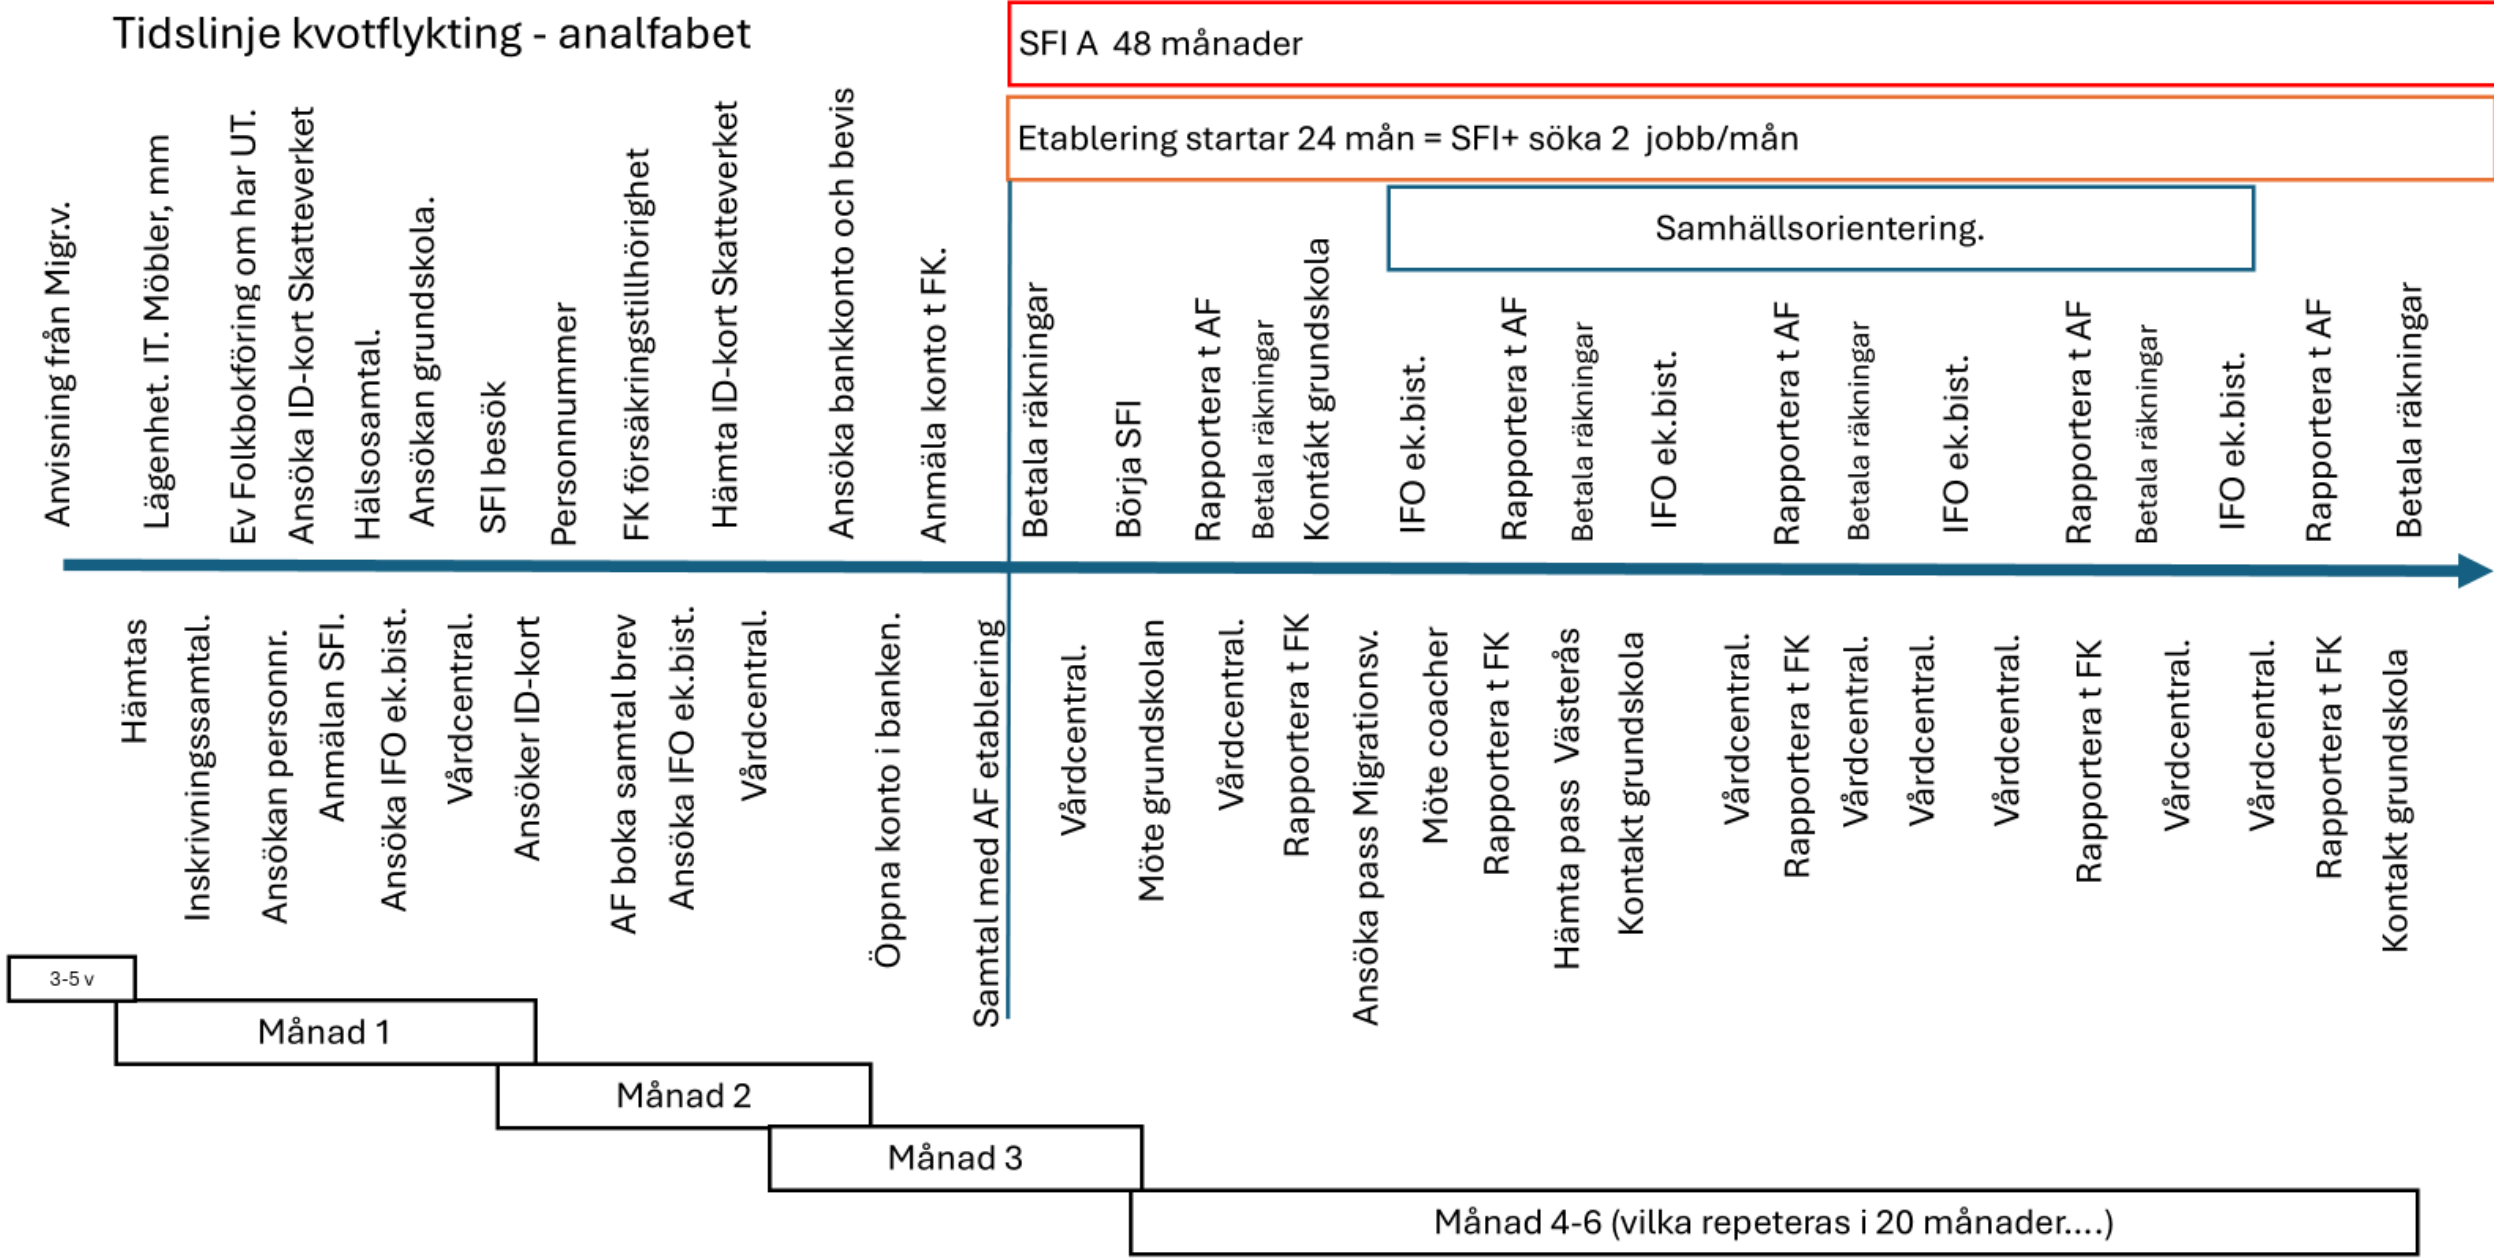 Tidslinje kvotflykting - analfabet
SFI A 48 månader
Etablering startar 24 mån = SFI+ söka 2 jobb/mån
Samhällsorientering.
Anvisning från Migr.v.
Lägenhet. IT. Möbler, mm
Ev Folkbokföring om har UT.
Ansöka ID-kort Skatteverket
Hälsosamtal.
Ansökan grundskola.
SFI besök
Personnummer
FK försäkringstillhörighet
Hämta ID-kort Skatteverket
Ansöka bankkonto och bevis
Anmäla konto t FK.
Betala räkningar
Börja SFI
Rapportera t AF
Betala räkningar
Kontákt grundskola
IFO ek.bist.
Rapportera t AF
Betala räkningar
IFO ek.bist.
Rapportera t AF
Betala räkningar
IFO ek.bist.
Rapportera t AF
Betala räkningar
IFO ek.bist.
Rapportera t AF
Betala räkningar
Hämtas
Inskrivningssamtal.
Ansökan personnr.
Anmälan SFI.
Ansöka IFO ek.bist.
Vårdcentral.
Ansöker ID-kort
AF boka samtal brev
Ansöka IFO ek.bist.
Vårdcentral.
Öppna konto i banken.
Samtal med AF etablering
Vårdcentral.
Möte grundskolan
Vårdcentral.
Rapportera t FK
Ansöka pass Migrationsv.
Möte coacher
Rapportera t FK
Hämta pass Västerås
Kontakt grundskola
Vårdcentral.
Rapportera t FK
Vårdcentral.
Vårdcentral.
Vårdcentral.
Rapportera t FK
Vårdcentral.
Vårdcentral.
Rapportera t FK
Kontakt grundskola
3-5 v
Månad 1
Månad 2
Månad 3
Månad 4-6 (vilka repeteras i 20 månader....)